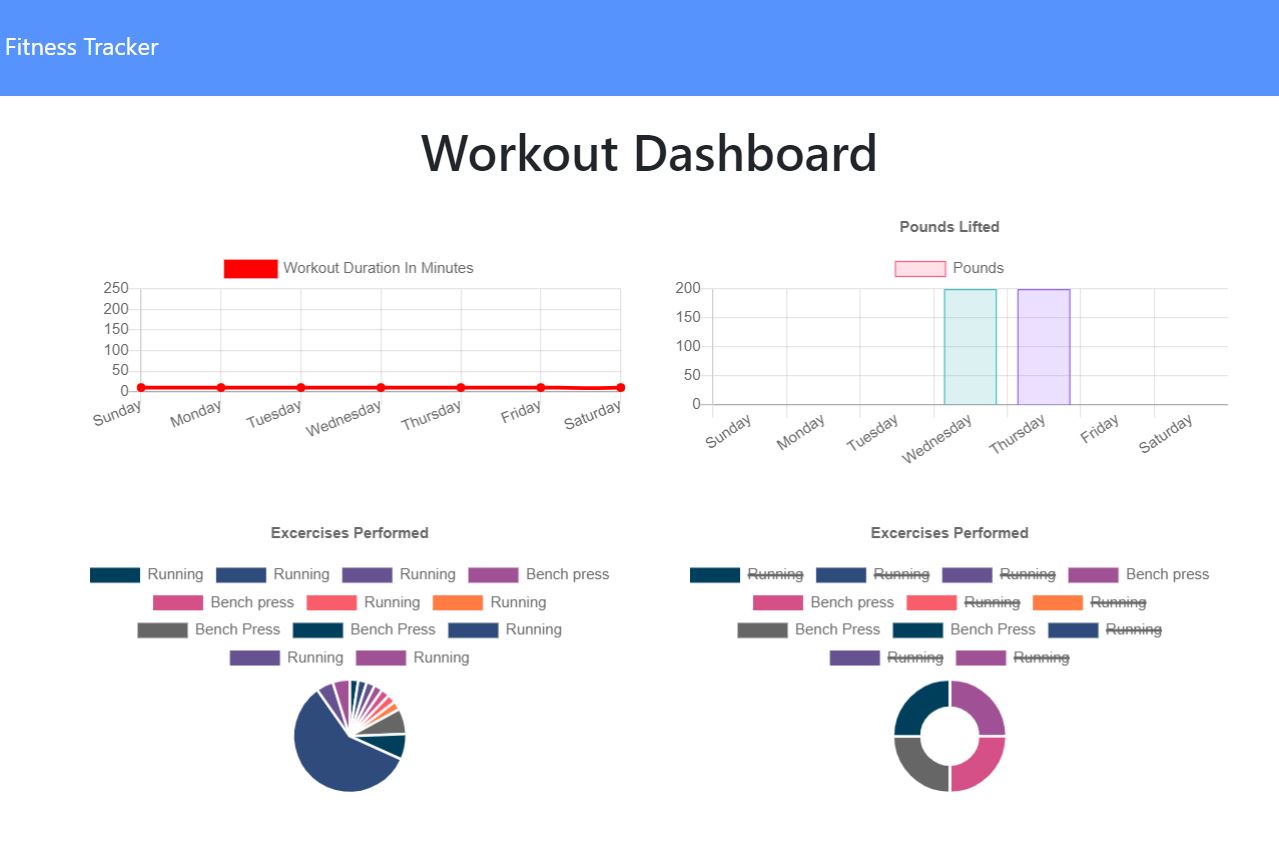 Fitness Tracker
Workout Dashboard
Workout Duration In Minutes
250
200
150
100
50
0
Sunday Monday Tuesday Wednesday Thursday Friday Saturday
Pounds Lifted
Pounds
200
150
100
50
0
Sunday Monday Tuesday Wednesday Thursday Friday Saturday
Excercises Performed
Running Running Running Bench press
Bench press Running Running
Bench Press Bench Press Running
Running Running
Excercises Performed
Running Running Running Bench press
Bench press Running Running
Bench Press Bench Press Running
Running Running